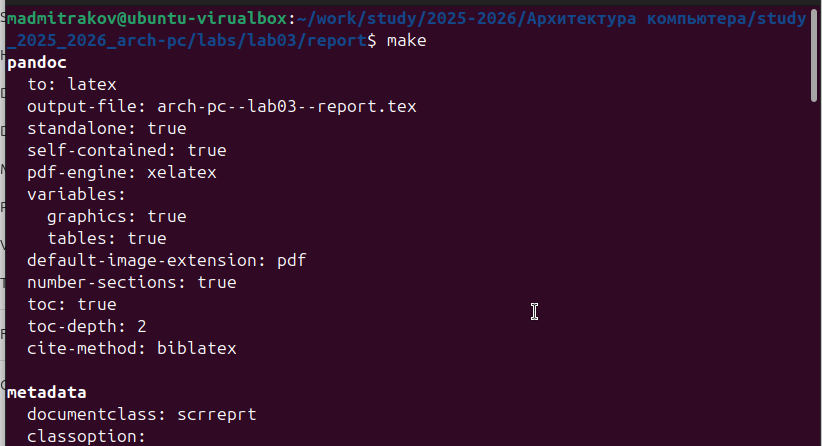 madmitrakov@ubuntu-virualbox:~/work/study/2025-2026/Архитектура компьютера/study
_2025_2026_arch-pc/labs/lab03/report$ make
pandoc
  to: latex
  output-file: arch-pc--lab03--report.tex
  standalone: true
  self-contained: true
  pdf-engine: xelatex
  variables:
    graphics: true
    tables: true
  default-image-extension: pdf
  number-sections: true
  toc: true
  toc-depth: 2
  cite-method: biblatex

metadata
  documentclass: scrreprt
  classoption: